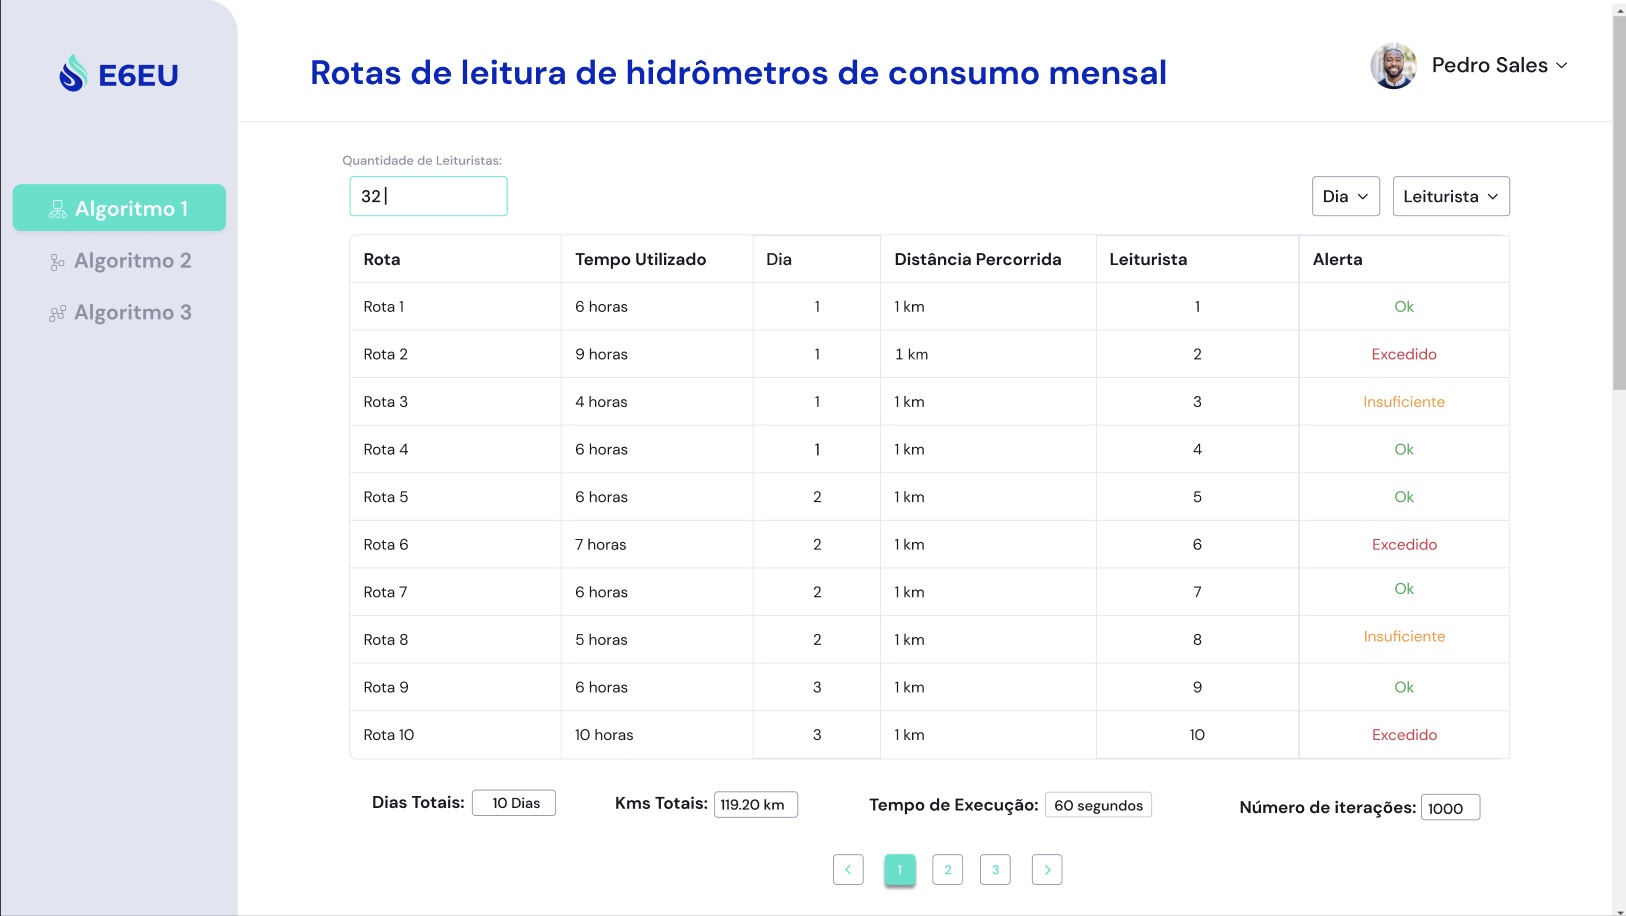 E6EU
Rotas de leitura de hidrômetros de consumo mensal
Pedro Sales
Algoritmo 1
Algoritmo 2
Algoritmo 3
Quantidade de Leituristas:
32
Dia
Leiturista
Rota Tempo Utilizado Dia Distância Percorrida Leiturista Alerta
Rota 1 6 horas 1 1 km 1 Ok
Rota 2 9 horas 1 1 km 2 Excedido
Rota 3 4 horas 1 1 km 3 Insuficiente
Rota 4 6 horas 1 1 km 4 Ok
Rota 5 6 horas 2 1 km 5 Ok
Rota 6 7 horas 2 1 km 6 Excedido
Rota 7 6 horas 2 1 km 7 Ok
Rota 8 5 horas 2 1 km 8 Insuficiente
Rota 9 6 horas 3 1 km 9 Ok
Rota 10 10 horas 3 1 km 10 Excedido
Dias Totais: 10 Dias Kms Totais: 119.20 km Tempo de Execução: 60 segundos Número de iterações: 1000
1 2 3